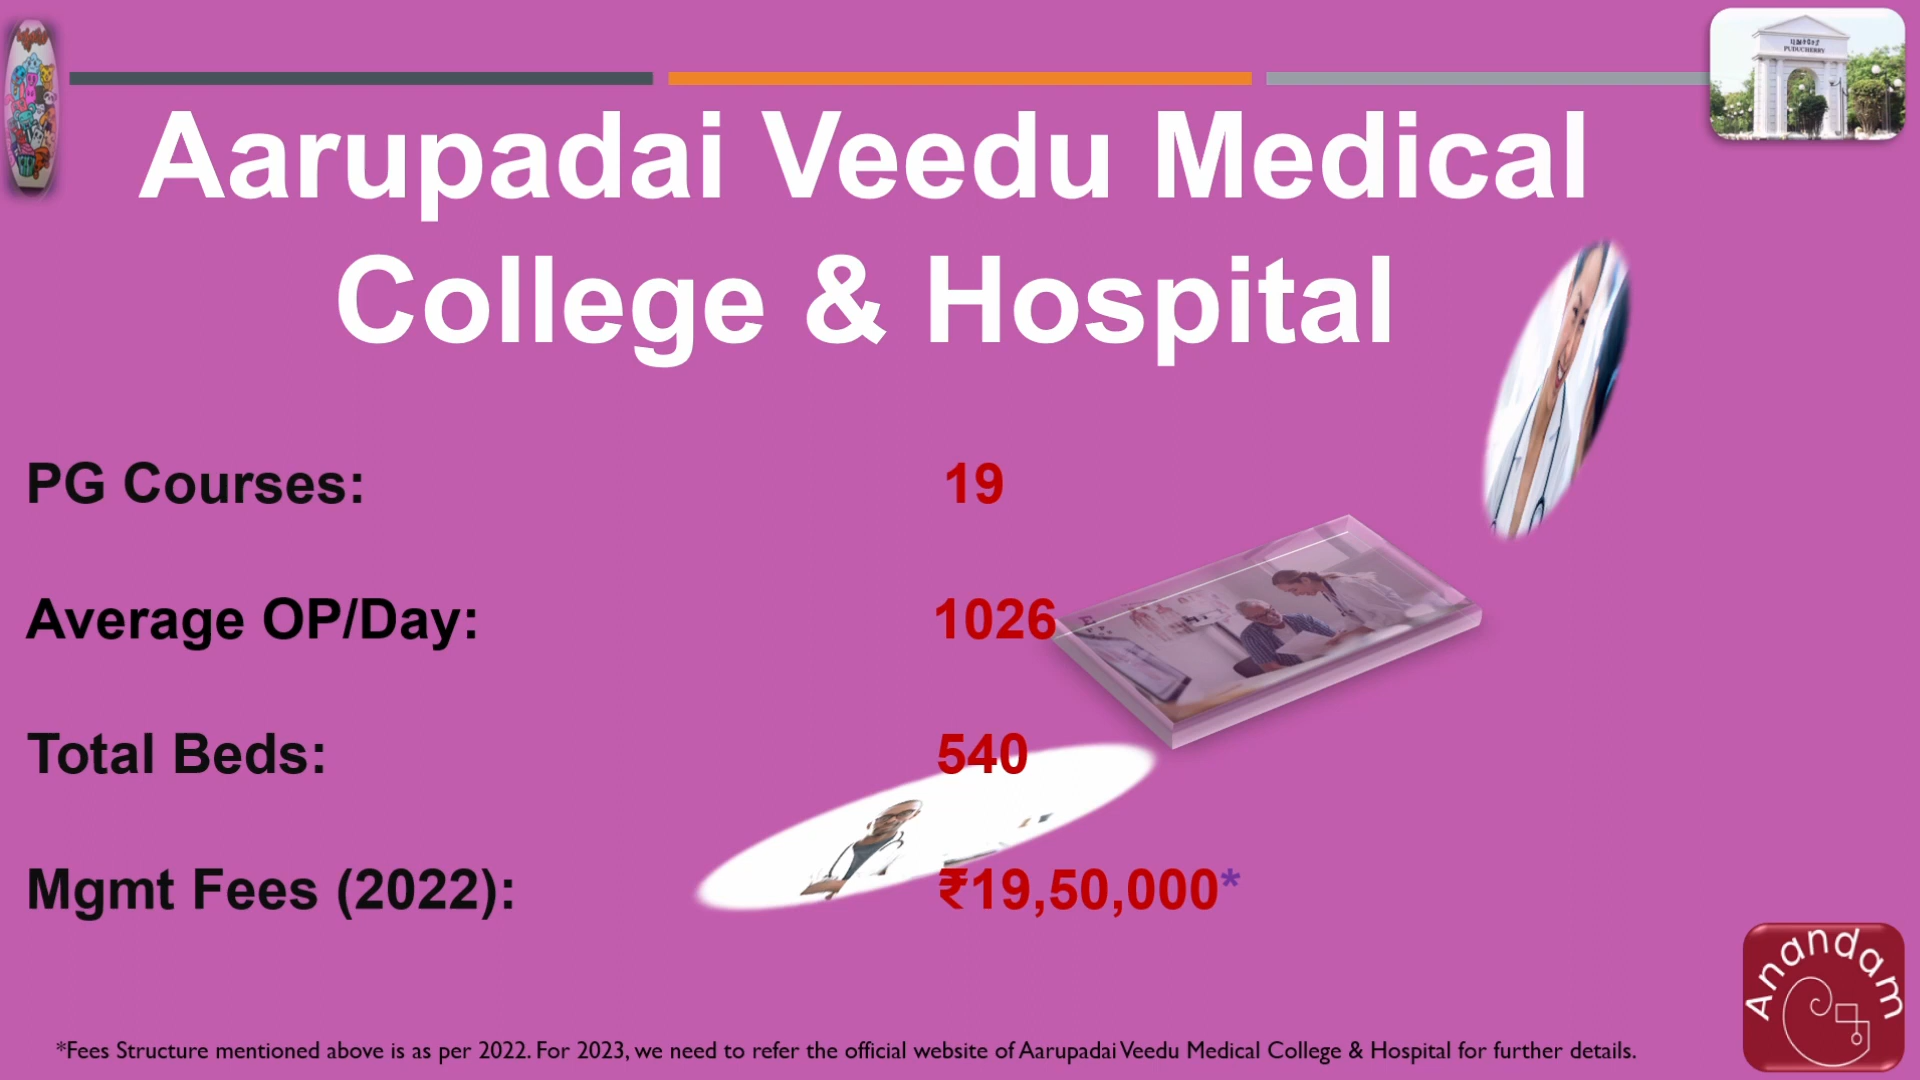 PUDUCHERRY
Aarupadai Veedu Medical
College & Hospital
PG Courses: 19
Average OP/Day: 1026
Total Beds: 540
Mgmt Fees (2022): ₹19,50,000*
Anandam
*Fees Structure mentioned above is as per 2022. For 2023, we need to refer the official website of Aarupadai Veedu Medical College & Hospital for further details.